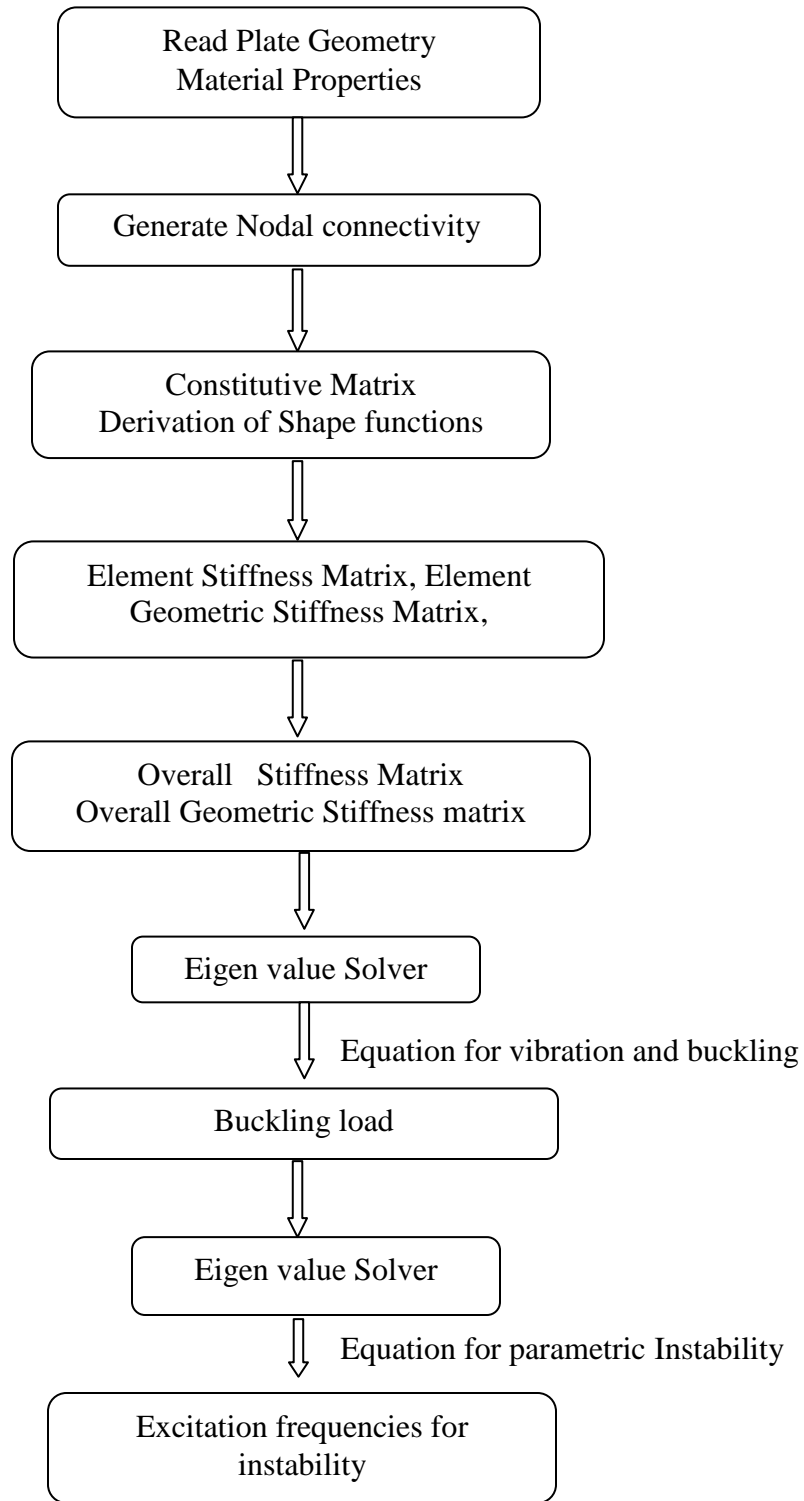 Read Plate Geometry
Material Properties
Generate Nodal connectivity
Constitutive Matrix
Derivation of Shape functions
Element Stiffness Matrix, Element
Geometric Stiffness Matrix,
Overall Stiffness Matrix
Overall Geometric Stiffness matrix
Eigen value Solver
Equation for vibration and buckling
Buckling load
Eigen value Solver
Equation for parametric Instability
Excitation frequencies for
instability